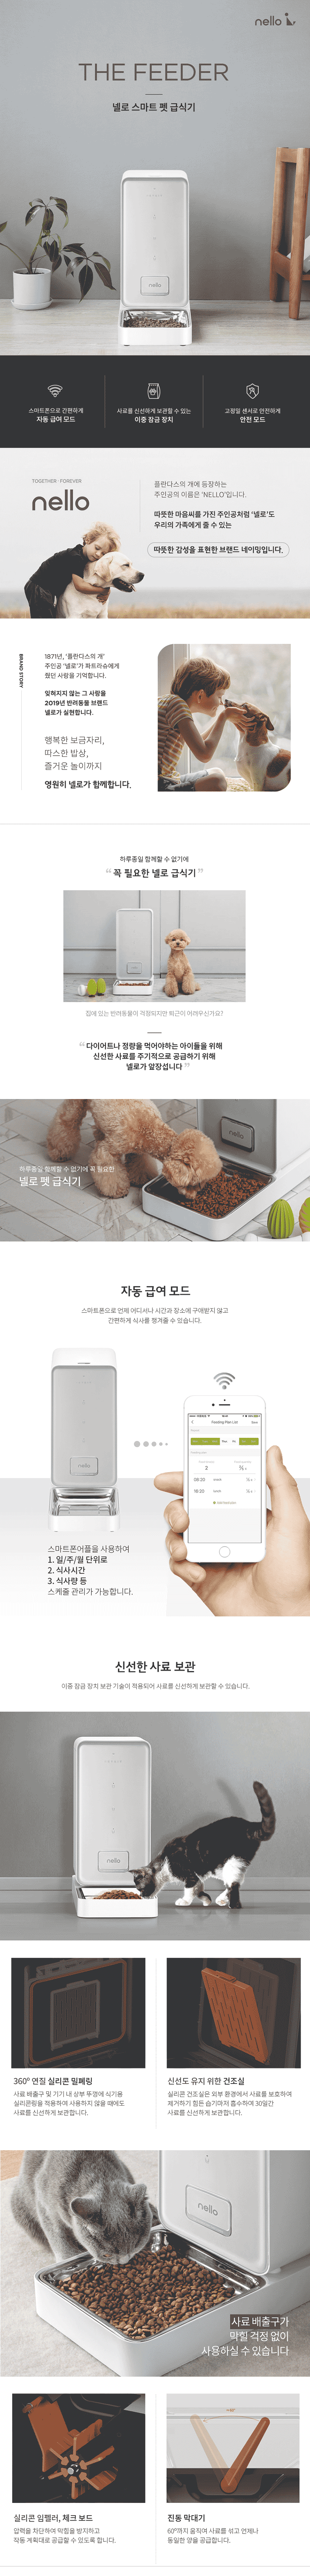 nello
THE FEEDER
넬로 스마트 펫 급식기
nello
스마트폰으로 간편하게
자동 급여 모드
사료를 신선하게 보관할 수 있는
이중 잠금 장치
고정밀 센서로 안전하게
안전 모드
TOGETHER · FOREVER
nello
플란다스의 개에 등장하는
주인공의 이름은 'NELLO'입니다.
따뜻한 마음씨를 가진 주인공처럼 '넬로'도
우리의 가족에게 줄 수 있는
따뜻한 감성을 표현한 브랜드 네이밍입니다.
BRAND STORY
1871년, '플란다스의 개'
주인공 '넬로'가 파트라슈에게
줬던 사랑을 기억합니다.
잊혀지지 않는 그 사랑을
2019년 반려동물 브랜드
넬로가 실현합니다.
행복한 보금자리,
따스한 밥상,
즐거운 놀이까지
영원히 넬로가 함께합니다.
하루종일 함께할 수 없기에
“ 꼭 필요한 넬로 급식기 ”
집에 있는 반려동물이 걱정되지만 퇴근이 어려우신가요?
“ 다이어트나 정량을 먹어야하는 아이들을 위해
신선한 사료를 주기적으로 공급하기 위해
넬로가 앞장섭니다 ”
nello
하루종일 함께할 수 없기에 꼭 필요한
넬로 펫 급식기
자동 급여 모드
스마트폰으로 언제 어디서나 시간과 장소에 구애받지 않고
간편하게 식사를 챙겨줄 수 있습니다.
nello
Feeding Plan List
08:20
18:20
스마트폰어플을 사용하여
1. 일/주/월 단위로
2. 식사시간
3. 식사량 등
스케줄 관리가 가능합니다.
신선한 사료 보관
이중 잠금 장치 보관 기술이 적용되어 사료를 신선하게 보관할 수 있습니다.
nello
360° 연질 실리콘 밀폐링
사료 배출구 및 기기 내 상부 뚜껑에 식기용
실리콘링을 적용하여 사용하지 않을 때에도
사료를 신선하게 보관합니다.
신선도 유지 위한 건조실
실리콘 건조실은 외부 환경에서 사료를 보호하여
제거하기 힘든 습기마저 흡수하여 30일간
사료를 신선하게 보관합니다.
nello
사료 배출구가
막힐 걱정 없이
사용하실 수 있습니다
실리콘 임펠러, 체크 보드
압력을 차단하여 막힘을 방지하고
작동 계획대로 공급할 수 있도록 합니다.
진동 막대기
60°까지 움직여 사료를 섞고 언제나
동일한 양을 공급합니다.